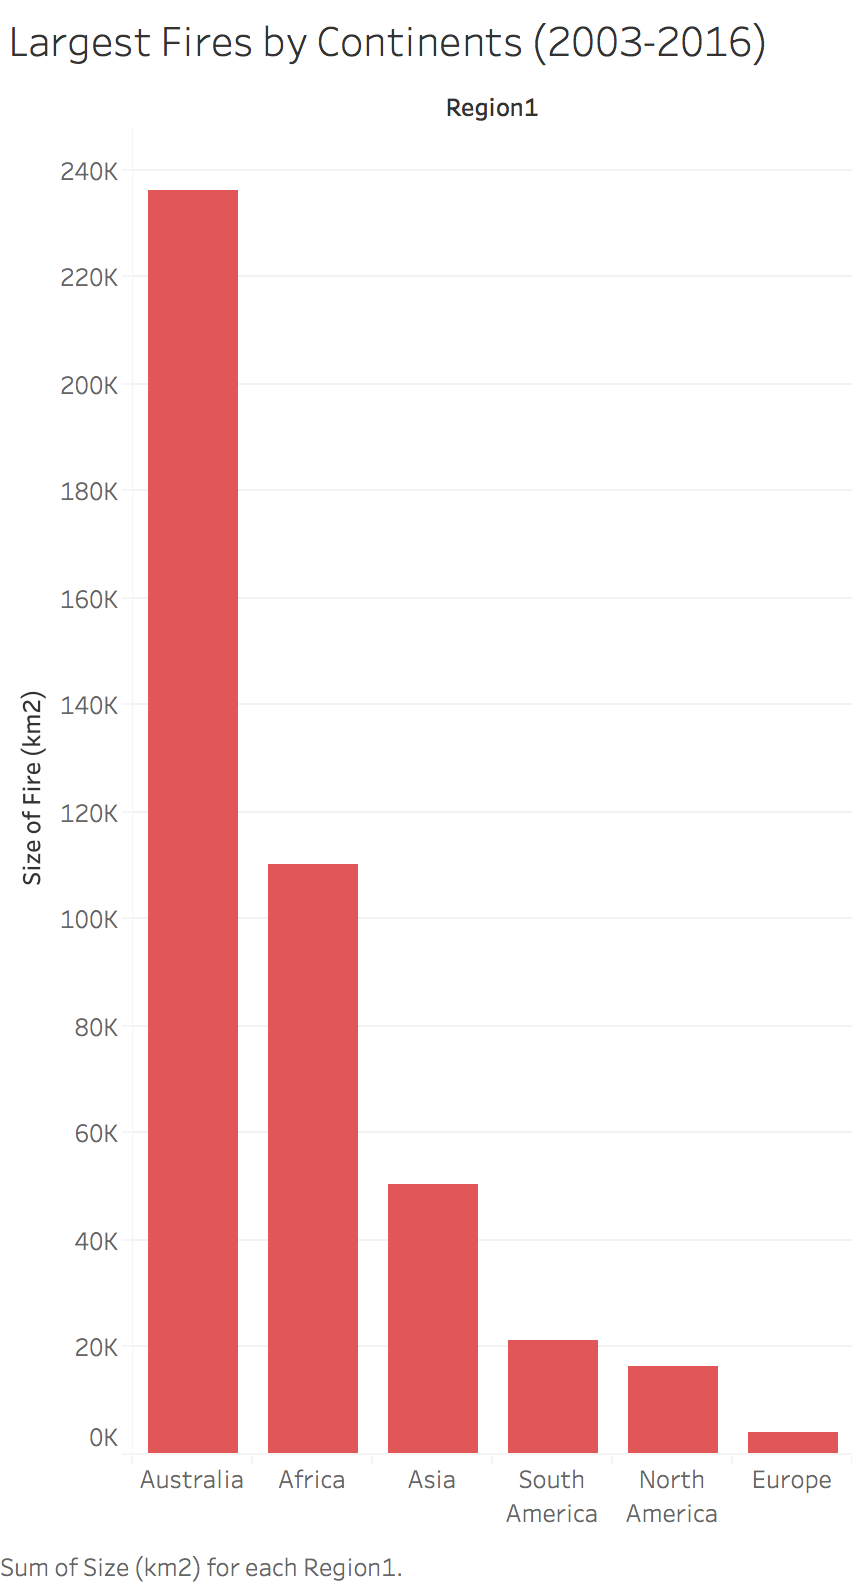 Largest Fires by Continents (2003-2016)
Region1
240K
220K
200K
180K
160K
140K
120K
100K
80K
60K
40K
20K
0K
Size of Fire (km2)
Australia Africa Asia South America North America Europe
Sum of Size (km2) for each Region1.